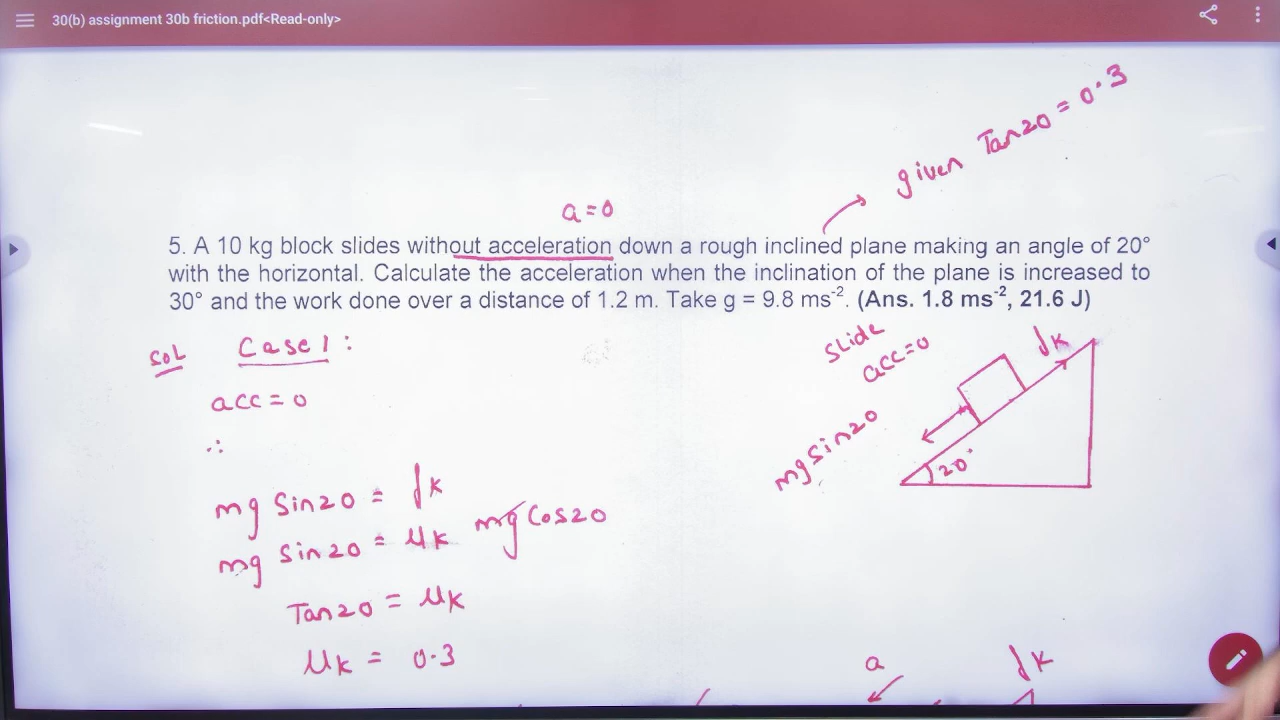 30(b) assignment 30b friction.pdf<Read-only>
given Tan20 = 0.3
a=0
5. A 10 kg block slides without acceleration down a rough inclined plane making an angle of 20°
with the horizontal. Calculate the acceleration when the inclination of the plane is increased to
30° and the work done over a distance of 1.2 m. Take g = 9.8 ms⁻². (Ans. 1.8 ms⁻², 21.6 J)
Sol Case 1 :
acc = 0
∴
mg Sin20 = fK
mg Sin20 = μK mg Cos20
Tan20 = μK
μK = 0.3
slide
acc=0
fK
mg Sin20
20°
a
fK